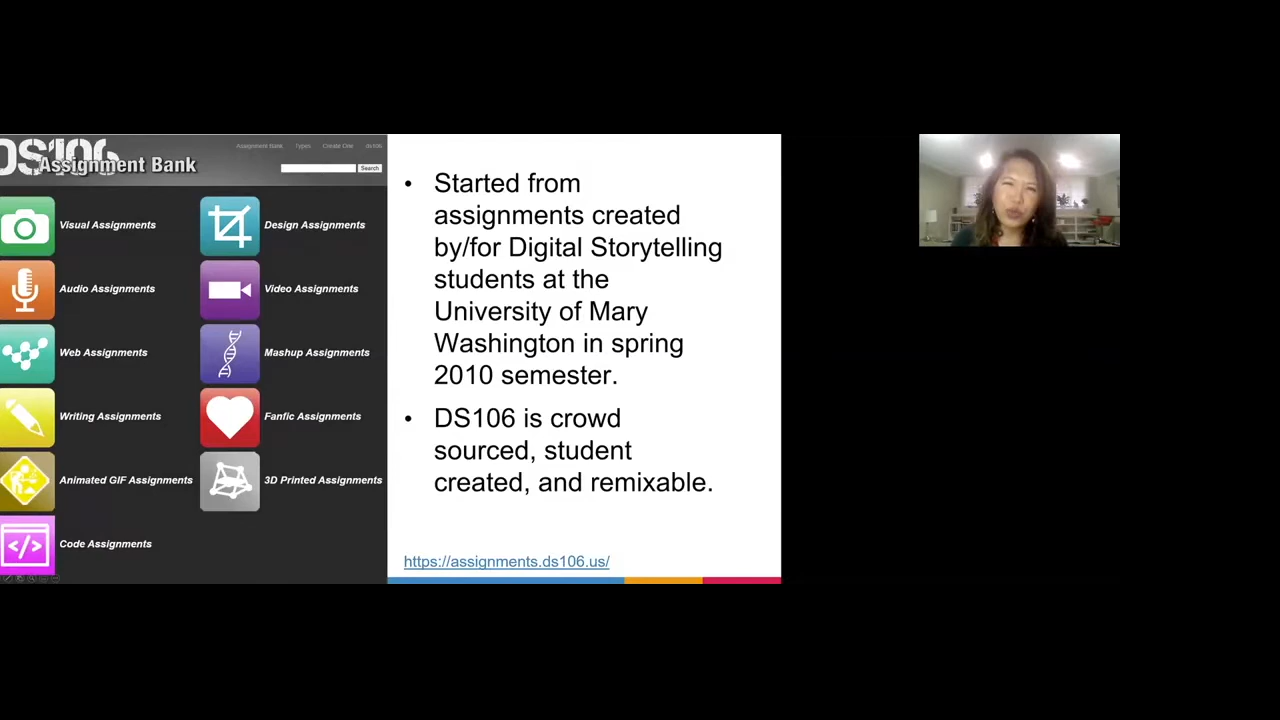 DS106
Assignment Bank
Assignment Bank Types Create One ds106
Search
Visual Assignments
Design Assignments
Audio Assignments
Video Assignments
Web Assignments
Mashup Assignments
Writing Assignments
Fanfic Assignments
Animated GIF Assignments
3D Printed Assignments
Code Assignments
• Started from
assignments created
by/for Digital Storytelling
students at the
University of Mary
Washington in spring
2010 semester.
• DS106 is crowd
sourced, student
created, and remixable.
https://assignments.ds106.us/